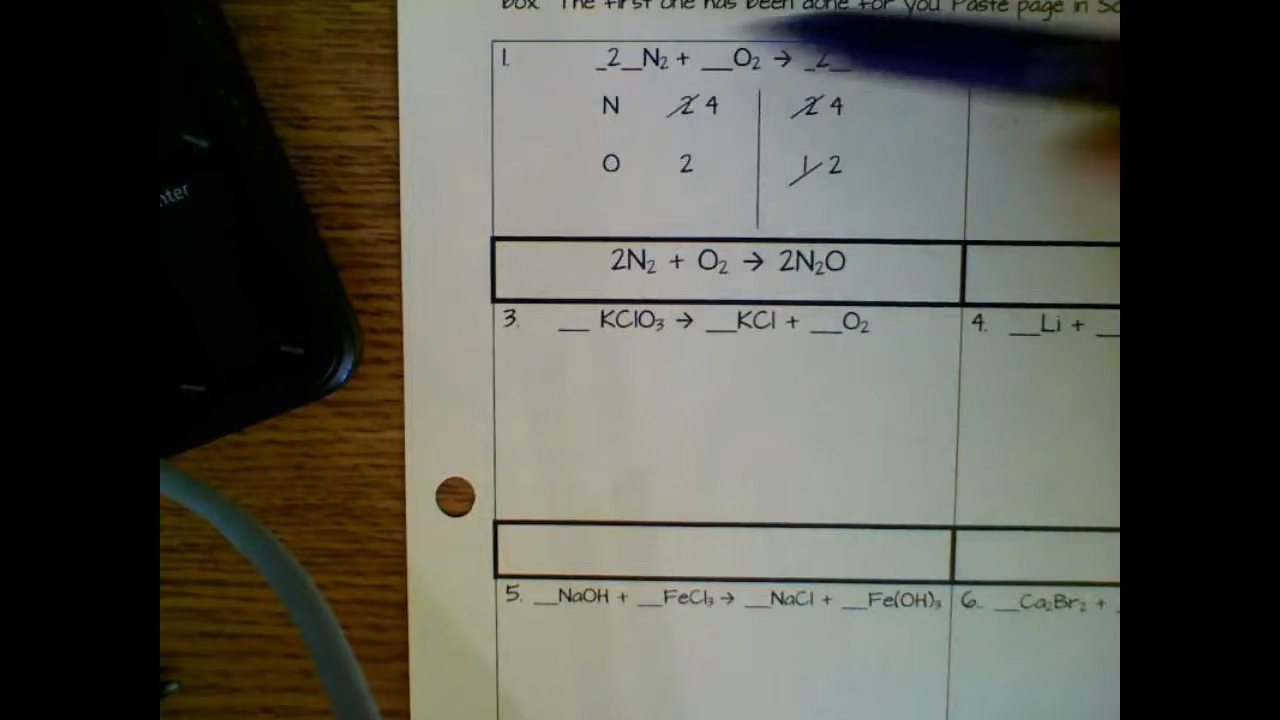 box. The first one has been done for you. Paste page in
1. _2_N₂ + __O₂ → _2_
N 2 4 2 4
O 2 1 2
2N₂ + O₂ → 2N₂O
3. __ KClO₃ → __KCl + __O₂
4. __Li + __
5. __NaOH + __FeCl₃ → __NaCl + __Fe(OH)₃
6. __Ca₂Br₂ +
nter